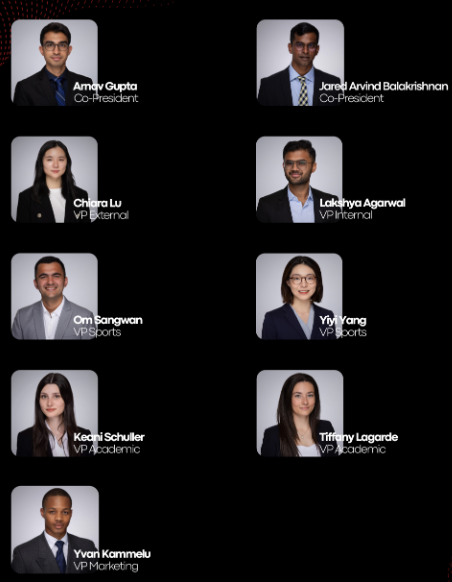 Arnav Gupta
Co-President
Jared Arvind Balakrishnan
Co-President
Chiara Lu
VP External
Lakshya Agarwal
VP Internal
Om Sangwan
VP Sports
Yiyi Yang
VP Sports
Keani Schuller
VP Academic
Tiffany Lagarde
VP Academic
Yvan Kammelu
VP Marketing